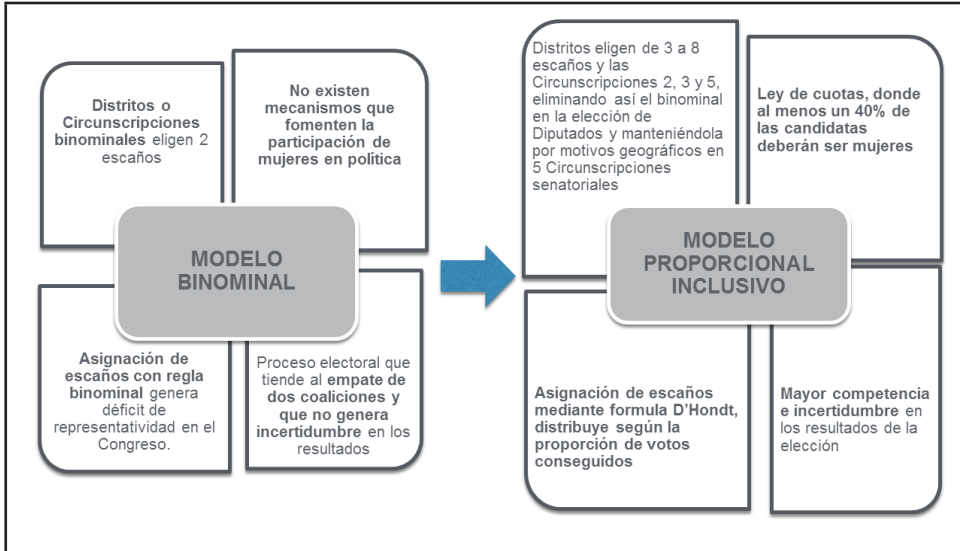 Distritos o
Circunscripciones
binominales eligen 2
escaños
No existen
mecanismos que
fomenten la
participación de
mujeres en política
MODELO
BINOMINAL
Asignación de
escaños con regla
binominal genera
déficit de
representatividad en el
Congreso.
Proceso electoral que
tiende al empate de
dos coaliciones y
que no genera
incertidumbre en los
resultados
Distritos eligen de 3 a 8
escaños y las
Circunscripciones 2, 3 y 5,
eliminando así el binominal
en la elección de
Diputados y manteniéndola
por motivos geográficos en
5 Circunscripciones
senatoriales
Ley de cuotas, donde
al menos un 40% de
las candidatas
deberán ser mujeres
MODELO
PROPORCIONAL
INCLUSIVO
Asignación de escaños
mediante formula D’Hondt,
distribuye según la
proporción de votos
conseguidos
Mayor competencia
e incertidumbre en
los resultados de la
elección